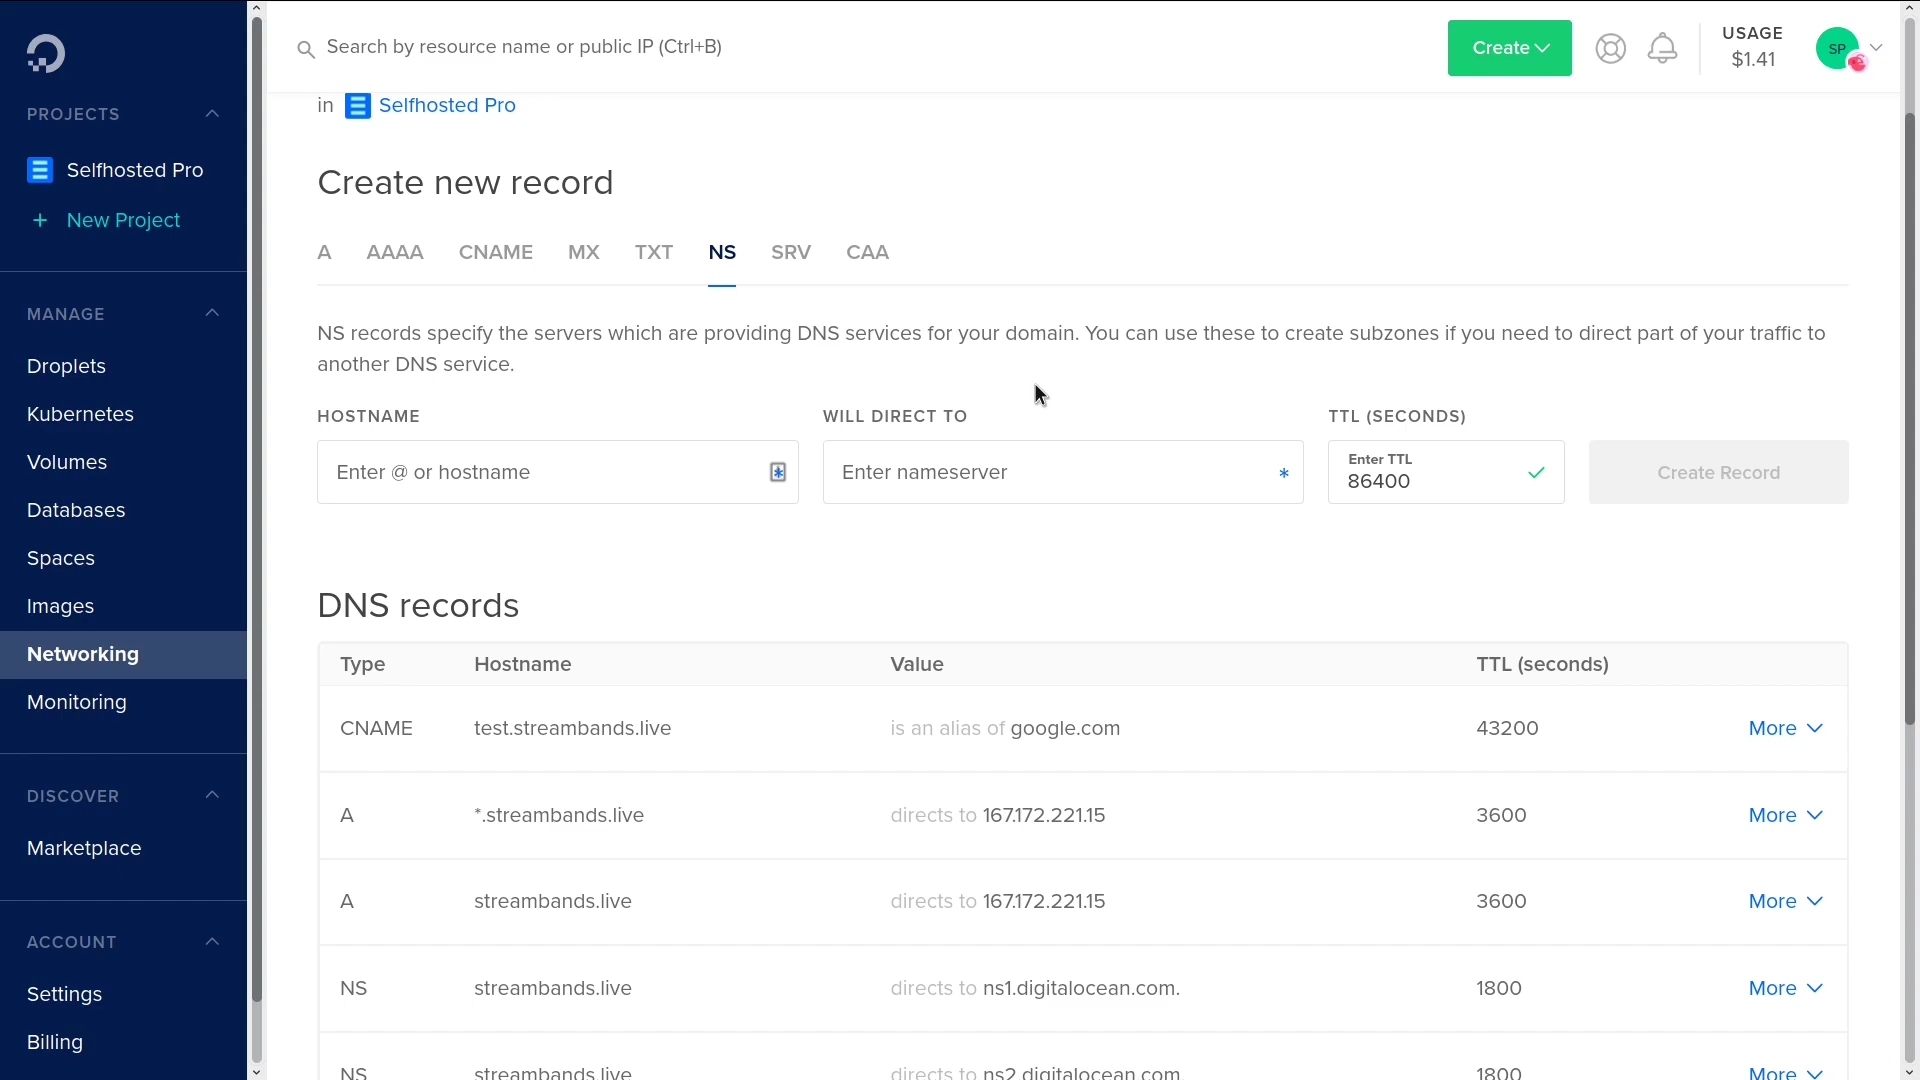 Search by resource name or public IP (Ctrl+B)
Create
USAGE
$1.41
SP
PROJECTS
Selfhosted Pro
+ New Project
MANAGE
Droplets
Kubernetes
Volumes
Databases
Spaces
Images
Networking
Monitoring
DISCOVER
Marketplace
ACCOUNT
Settings
Billing
in Selfhosted Pro
Create new record
A AAAA CNAME MX TXT NS SRV CAA
NS records specify the servers which are providing DNS services for your domain. You can use these to create subzones if you need to direct part of your traffic to
another DNS service.
HOSTNAME WILL DIRECT TO TTL (SECONDS)
Enter @ or hostname
Enter nameserver *
Enter TTL
86400
Create Record
DNS records
Type Hostname Value TTL (seconds)
CNAME test.streambands.live is an alias of google.com 43200 More
A *.streambands.live directs to 167.172.221.15 3600 More
A streambands.live directs to 167.172.221.15 3600 More
NS streambands.live directs to ns1.digitalocean.com. 1800 More
NS streambands.live directs to ns2.digitalocean.com. 1800 More